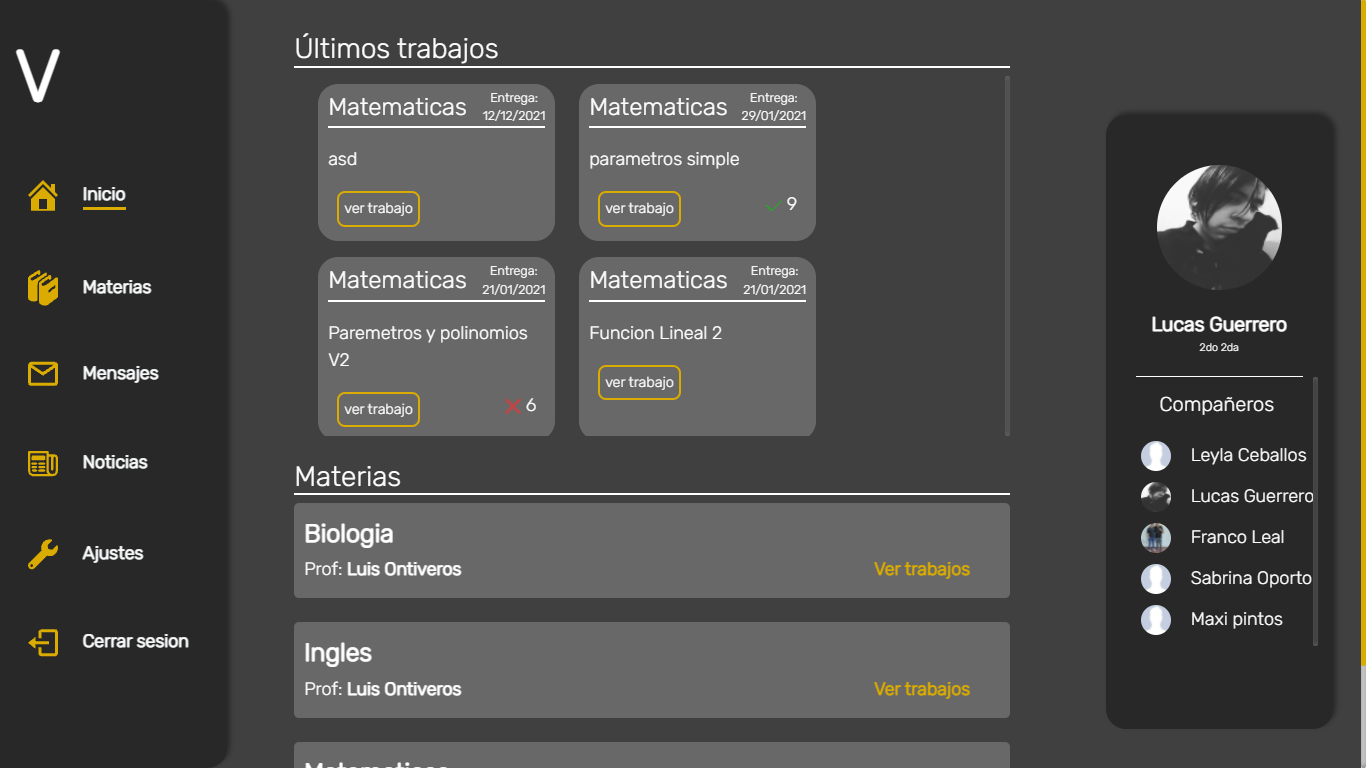 V
Inicio
Materias
Mensajes
Noticias
Ajustes
Cerrar sesion
Últimos trabajos
Matematicas
Entrega:
12/12/2021
asd
ver trabajo
Matematicas
Entrega:
29/01/2021
parametros simple
ver trabajo
9
Matematicas
Entrega:
21/01/2021
Paremetros y polinomios
V2
ver trabajo
6
Matematicas
Entrega:
21/01/2021
Funcion Lineal 2
ver trabajo
Materias
Biologia
Prof: Luis Ontiveros
Ver trabajos
Ingles
Prof: Luis Ontiveros
Ver trabajos
Matematicas
Lucas Guerrero
2do 2da
Compañeros
Leyla Ceballos
Lucas Guerrero
Franco Leal
Sabrina Oporto
Maxi pintos